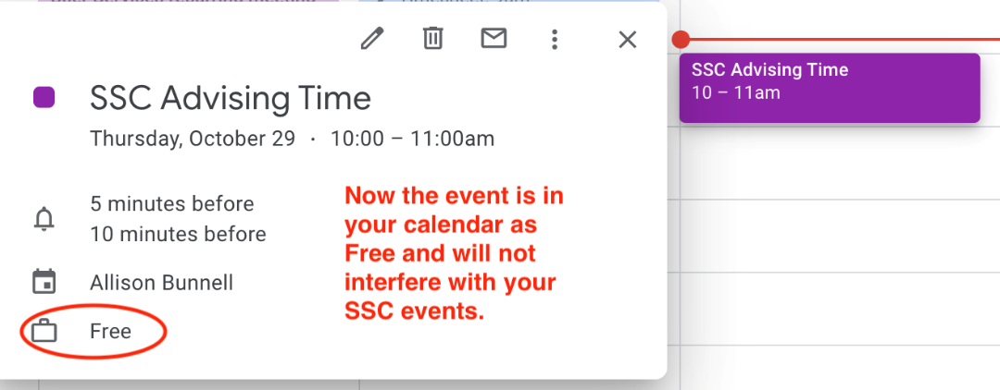 SSC Advising Time
Thursday, October 29 · 10:00 – 11:00am
5 minutes before
10 minutes before
Allison Bunnell
Free
Now the event is in
your calendar as
Free and will not
interfere with your
SSC events.
SSC Advising Time
10 – 11am